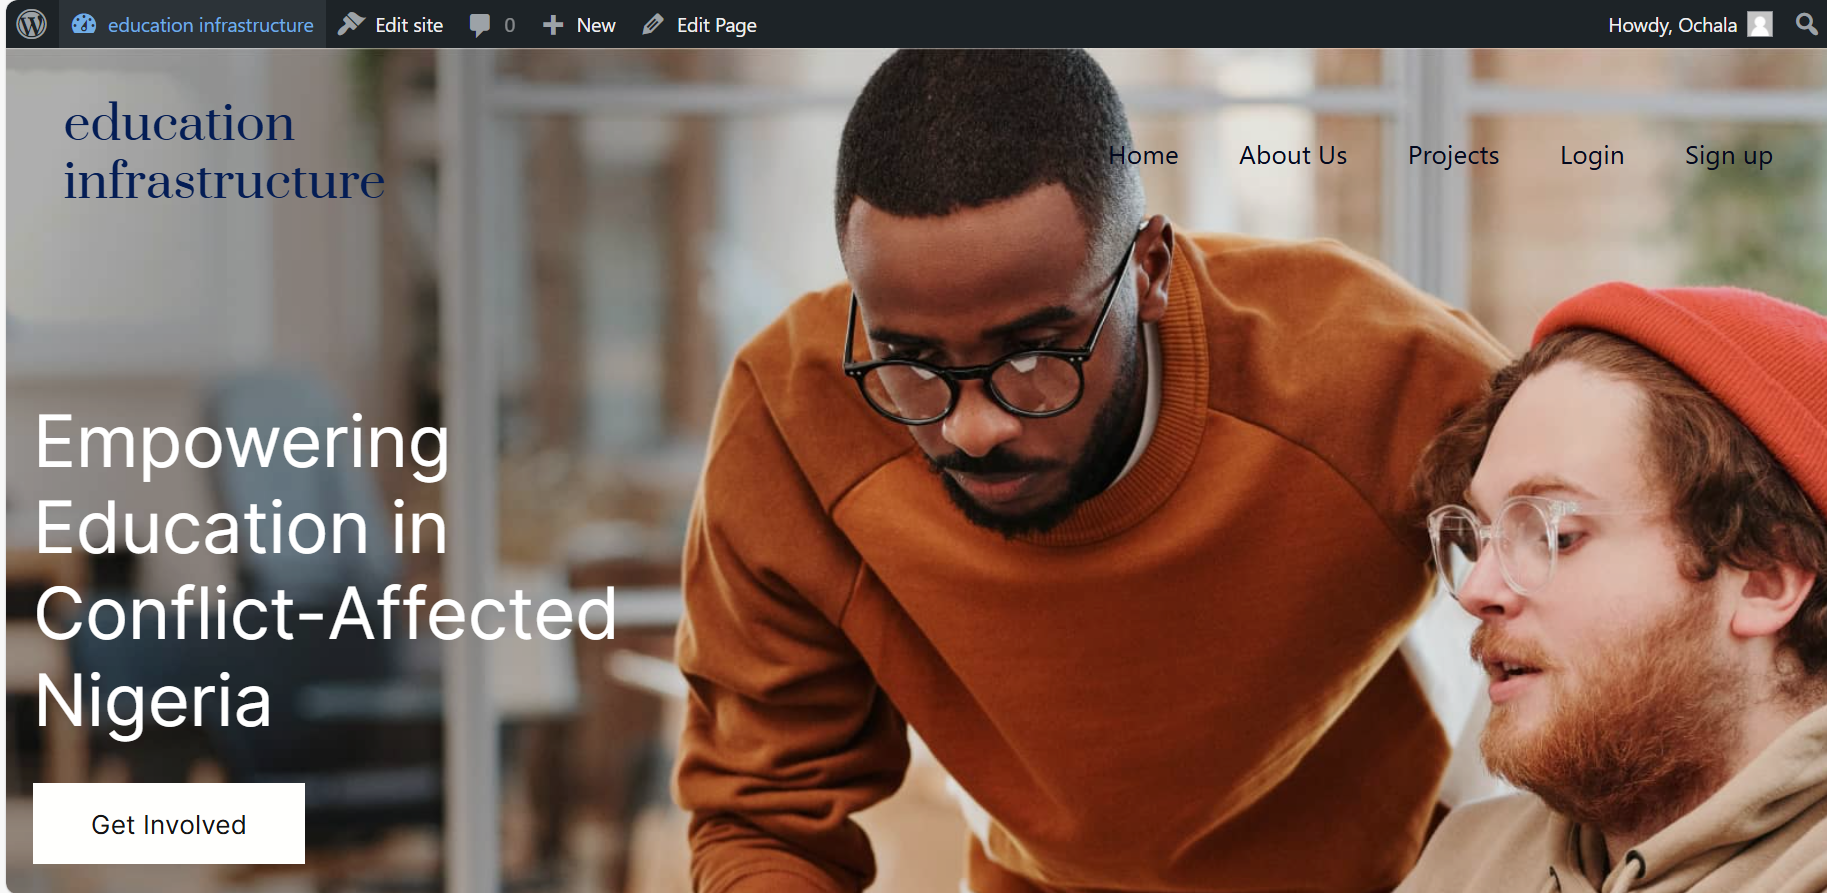 education infrastructure Edit site 0 New Edit Page Howdy, Ochala
education
infrastructure
Home About Us Projects Login Sign up
Empowering
Education in
Conflict-Affected
Nigeria
Get Involved